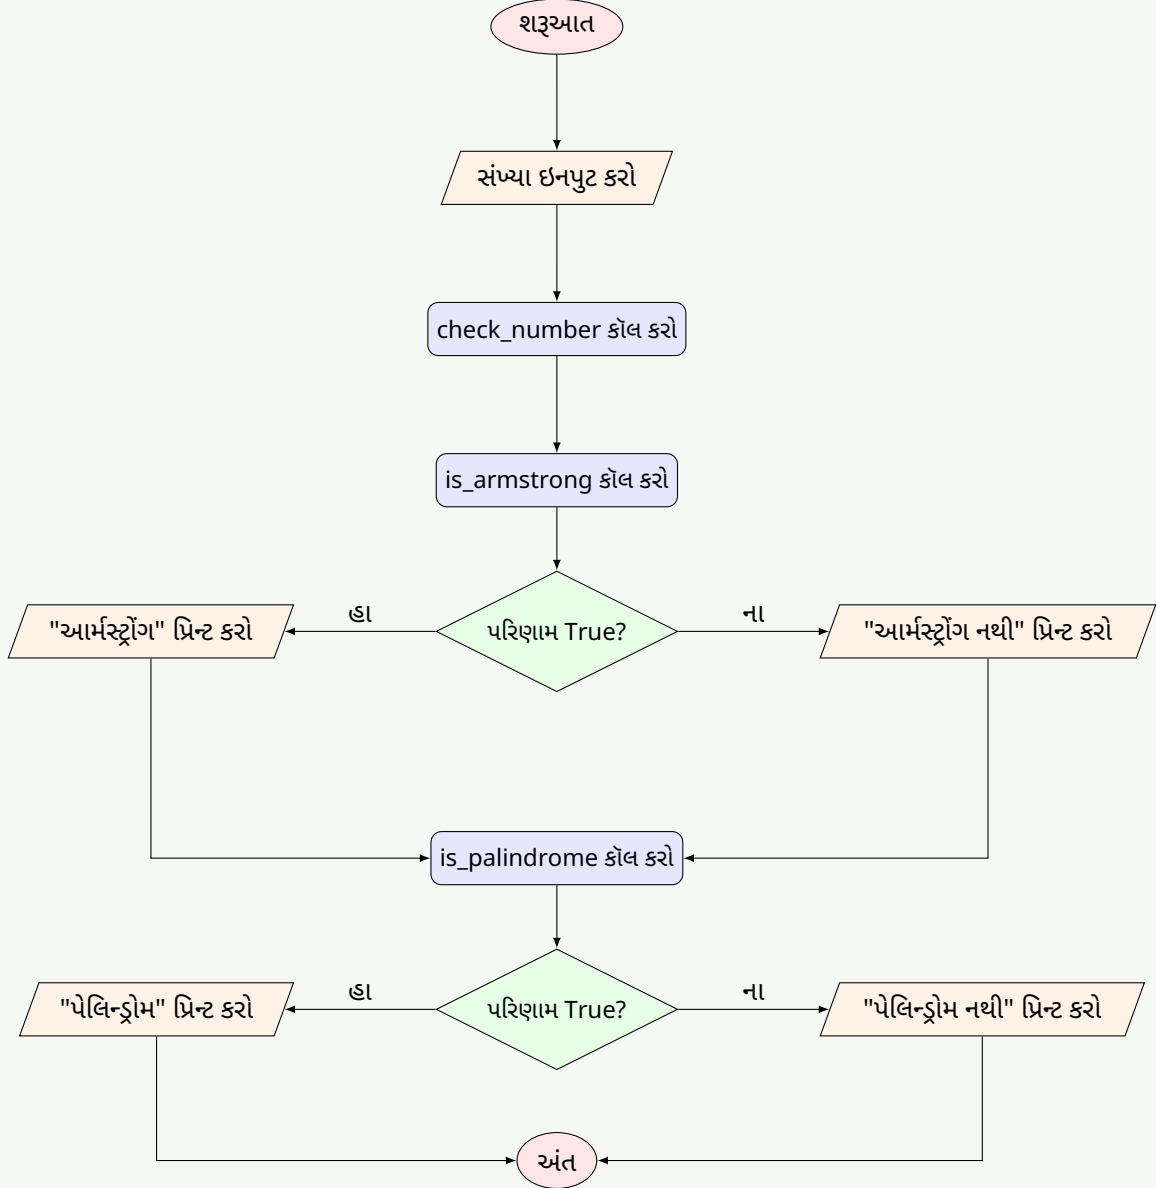 શરૂઆત
સંખ્યા ઇનપુટ કરો
check_number કૉલ કરો
is_armstrong કૉલ કરો
હા
ના
"આર્મસ્ટ્રોંગ" પ્રિન્ટ કરો
પરિણામ True?
"આર્મસ્ટ્રોંગ નથી" પ્રિન્ટ કરો
is_palindrome કૉલ કરો
હા
ના
"પેલિન્ડ્રોમ" પ્રિન્ટ કરો
પરિણામ True?
"પેલિન્ડ્રોમ નથી" પ્રિન્ટ કરો
અંત